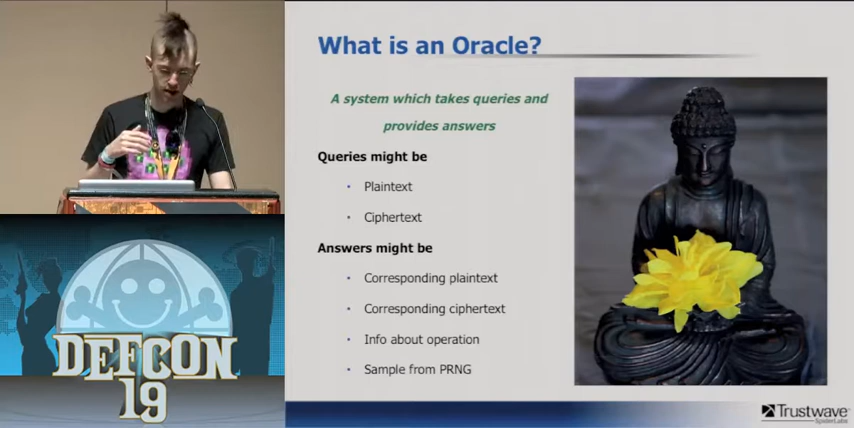 What is an Oracle?
A system which takes queries and
provides answers
Queries might be
• Plaintext
• Ciphertext
Answers might be
• Corresponding plaintext
• Corresponding ciphertext
• Info about operation
• Sample from PRNG
DEFCON
19
Trustwave®
SpiderLabs